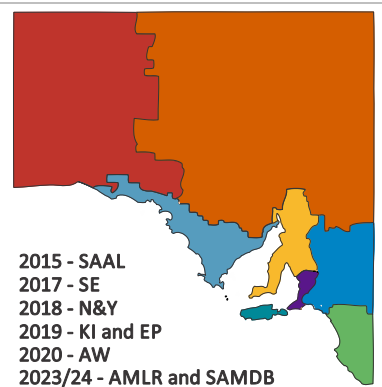 2015 - SAAL
2017 - SE
2018 - N&Y
2019 - KI and EP
2020 - AW
2023/24 - AMLR and SAMDB